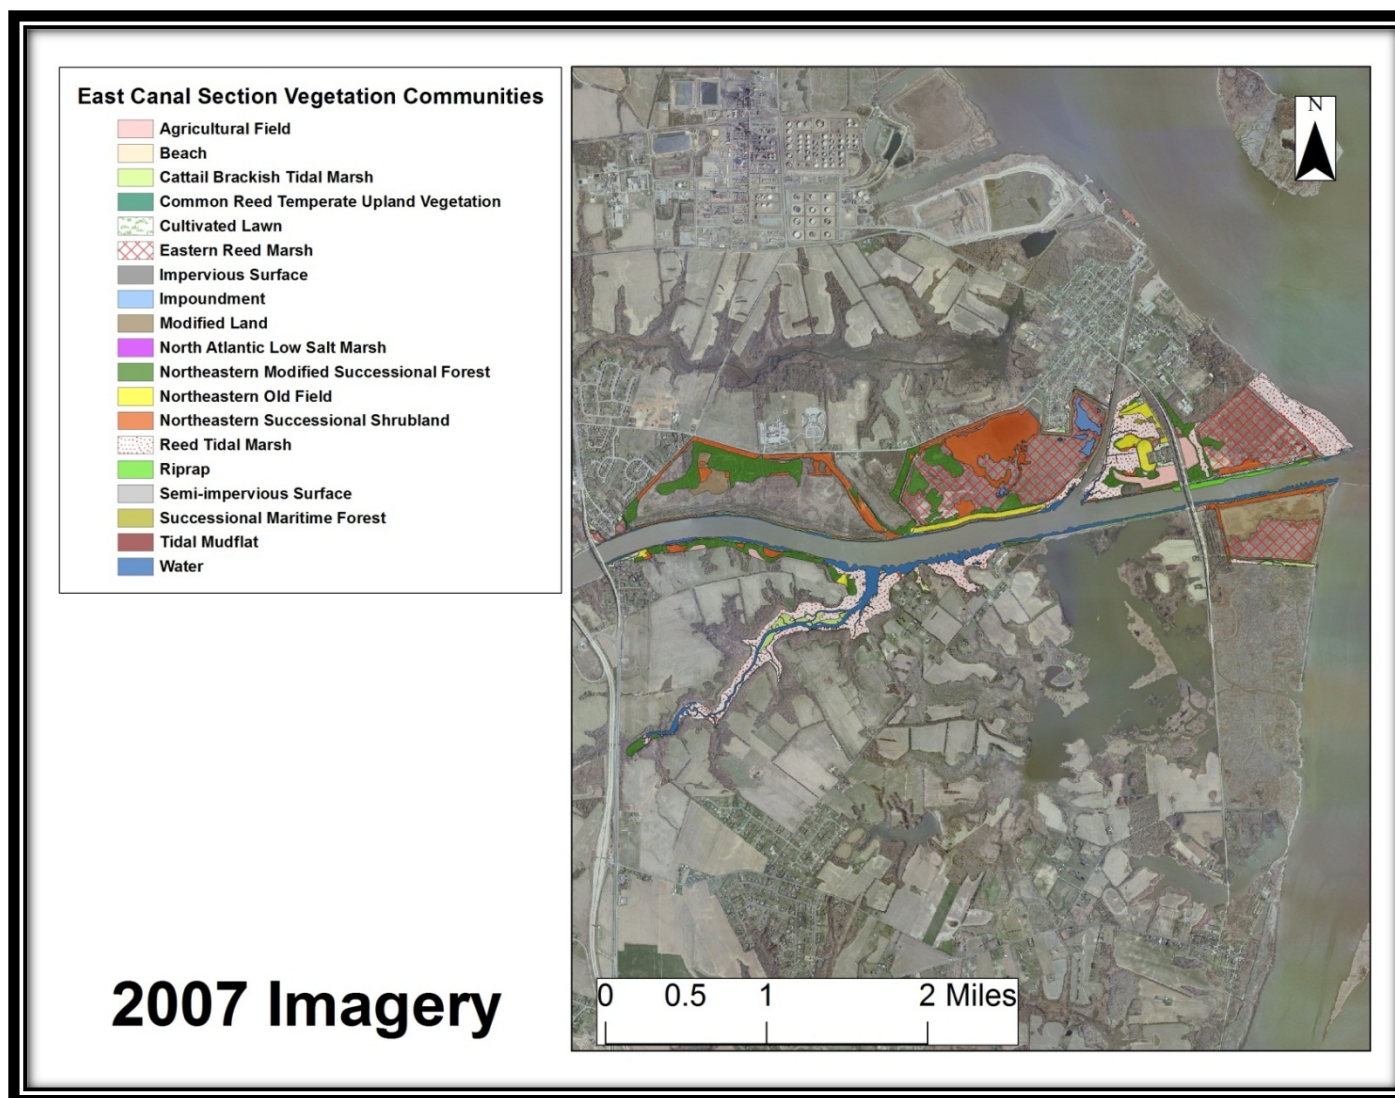 East Canal Section Vegetation Communities
Agricultural Field
Beach
Cattail Brackish Tidal Marsh
Common Reed Temperate Upland Vegetation
Cultivated Lawn
Eastern Reed Marsh
Impervious Surface
Impoundment
Modified Land
North Atlantic Low Salt Marsh
Northeastern Modified Successional Forest
Northeastern Old Field
Northeastern Successional Shrubland
Reed Tidal Marsh
Riprap
Semi-impervious Surface
Successional Maritime Forest
Tidal Mudflat
Water
N
2007 Imagery
0 0.5 1 2 Miles